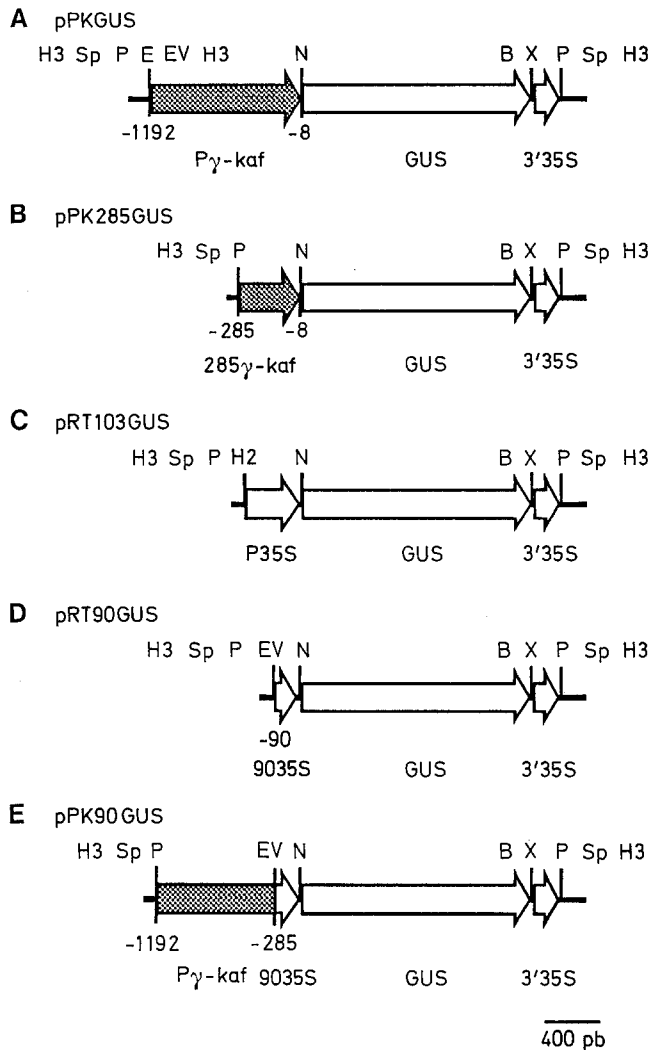 A pPKGUS
H3 Sp P E EV H3 N B X P Sp H3
-1192 -8
Pγ-kaf GUS 3'35S
B pPK285GUS
H3 Sp P N B X P Sp H3
-285 -8
285γ-kaf GUS 3'35S
C pRT103GUS
H3 Sp P H2 N B X P Sp H3
P35S GUS 3'35S
D pRT90GUS
H3 Sp P EV N B X P Sp H3
-90
9035S GUS 3'35S
E pPK90GUS
H3 Sp P EV N B X P Sp H3
-1192 -285
Pγ-kaf 9035S GUS 3'35S
400 pb